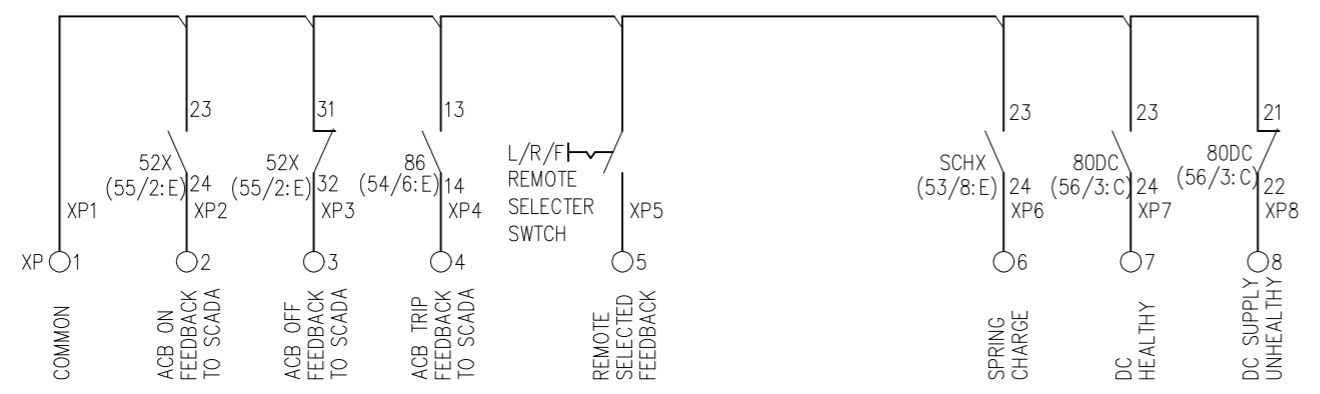 23
31
13
23
23
21
52X
(55/2:E)
24
XP2
52X
(55/2:E)
32
XP3
86
(54/6:E)
14
XP4
L/R/F
REMOTE
SELECTER
SWTCH
XP5
SCHX
(53/8:E)
24
XP6
80DC
(56/3:C)
24
XP7
80DC
(56/3:C)
22
XP8
XP1
XP 1
2
3
4
5
6
7
8
COMMON
ACB ON
FEEDBACK
TO SCADA
ACB OFF
FEEDBACK
TO SCADA
ACB TRIP
FEEDBACK
TO SCADA
REMOTE
SELECTED
FEEDBACK
SPRING
CHARGE
DC
HEALTHY
DC SUPPLY
UNHEALTHY